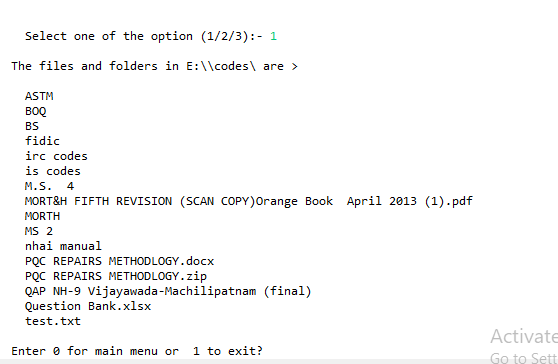 Select one of the option (1/2/3):- 1
The files and folders in E:\\codes\ are >
ASTM
BOQ
BS
fidic
irc codes
is codes
M.S.  4
MORT&H FIFTH REVISION (SCAN COPY)Orange Book  April 2013 (1).pdf
MORTH
MS 2
nhai manual
PQC REPAIRS METHODLOGY.docx
PQC REPAIRS METHODLOGY.zip
QAP NH-9 Vijayawada-Machilipatnam (final)
Question Bank.xlsx
test.txt
Enter 0 for main menu or  1 to exit?
Activate
Go to Sett